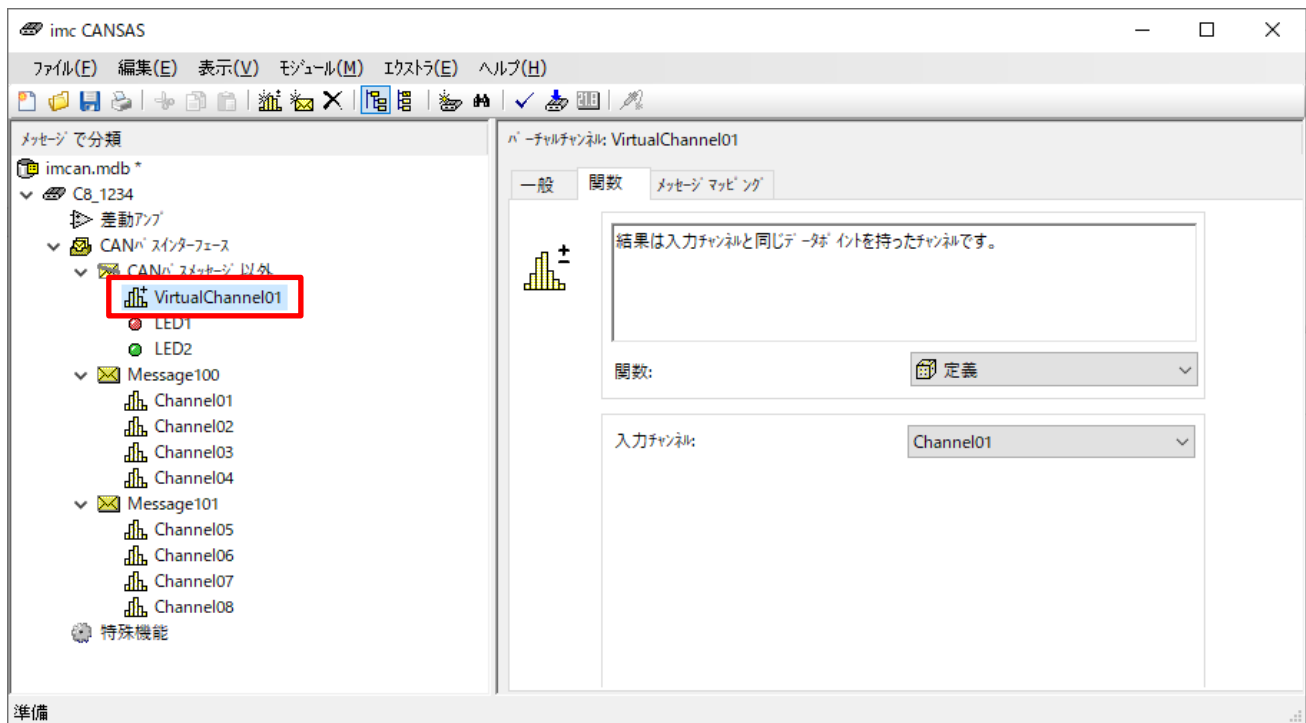 imc CANSAS
ﾌｧｲﾙ(F) 編集(E) 表示(V) ﾓｼﾞｭｰﾙ(M) ｴｸｽﾄﾗ(E) ﾍﾙﾌﾟ(H)
ﾒｯｾｰｼﾞで分類
imcan.mdb *
C8_1234
差動ｱﾝﾌﾟ
CANﾊﾞｽｲﾝﾀｰﾌｪｰｽ
CANﾊﾞｽﾒｯｾｰｼﾞ以外
VirtualChannel01
LED1
LED2
Message100
Channel01
Channel02
Channel03
Channel04
Message101
Channel05
Channel06
Channel07
Channel08
特殊機能
ﾊﾞｰﾁｬﾙﾁｬﾝﾈﾙ: VirtualChannel01
一般 関数 ﾒｯｾｰｼﾞﾏｯﾋﾟﾝｸﾞ
結果は入力ﾁｬﾝﾈﾙと同じﾃﾞｰﾀﾎﾟｲﾝﾄを持ったﾁｬﾝﾈﾙです。
関数: 定義
入力ﾁｬﾝﾈﾙ: Channel01
準備